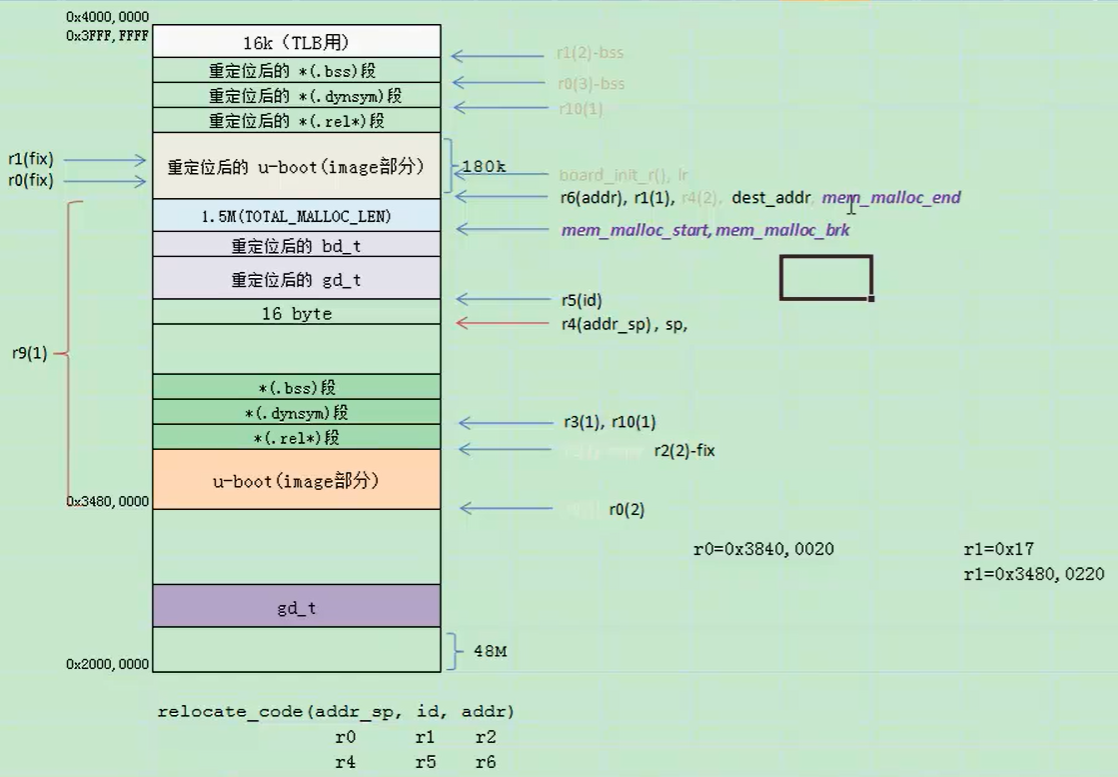 0x4000,0000
0x3FFF,FFFF
16k（TLB用）
r1(2)-bss
重定位后的 *(.bss)段
r0(3)-bss
重定位后的 *(.dynsym)段
r10(1)
重定位后的 *(.rel*)段
r1(fix)
r0(fix)
重定位后的 u-boot(image部分)
180k
board_init_r(), lr
r6(addr), r1(1), r4(2), dest_addr, mem_malloc_end
1.5M(TOTAL_MALLOC_LEN)
mem_malloc_start, mem_malloc_brk
重定位后的 bd_t
重定位后的 gd_t
r5(id)
16 byte
r4(addr_sp), sp,
r9(1)
*(.bss)段
*(.dynsym)段
r3(1), r10(1)
*(.rel*)段
r2(2)-fix
u-boot(image部分)
0x3480,0000
r0(2)
r0=0x3840,0020
r1=0x17
r1=0x3480,0220
gd_t
48M
0x2000,0000
relocate_code(addr_sp, id, addr)
r0 r1 r2
r4 r5 r6